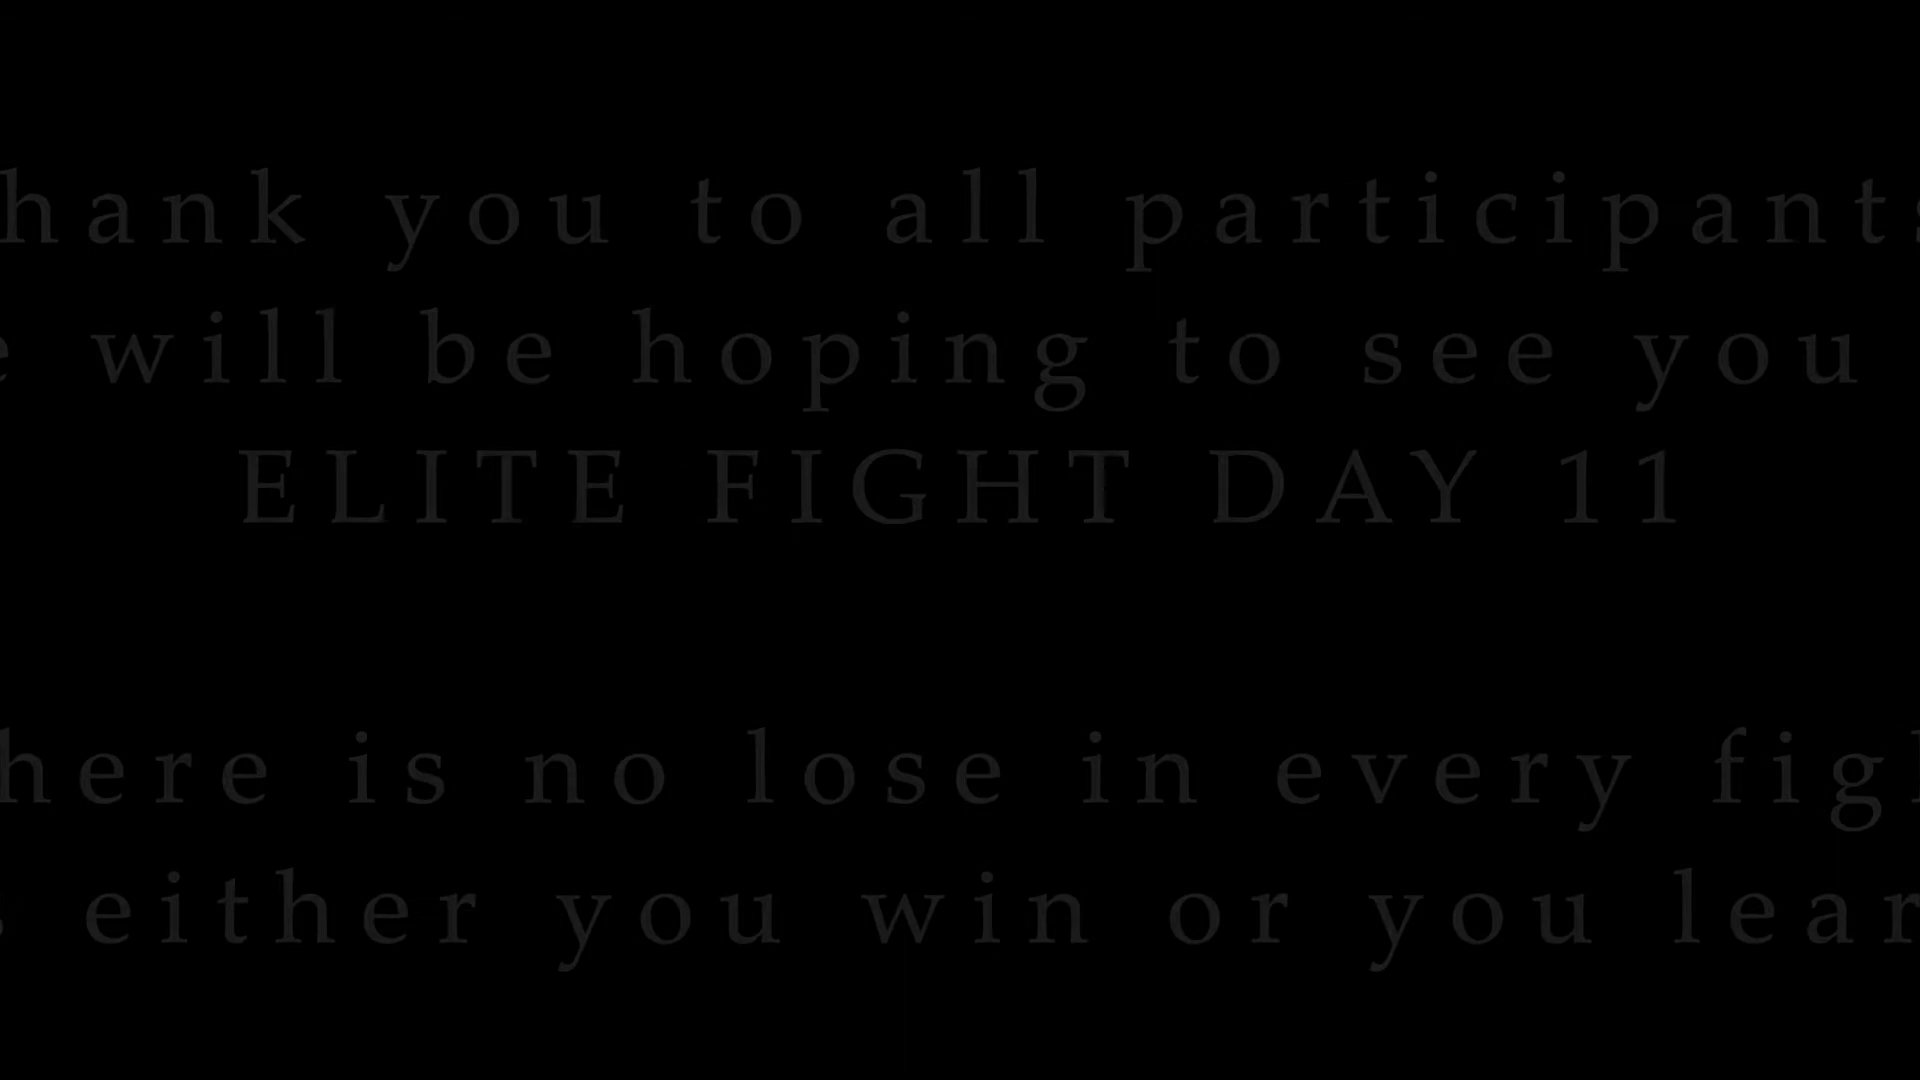 hank you to all participants
e will be hoping to see you
ELITE FIGHT DAY 11
here is no lose in every fig
either you win or you lear